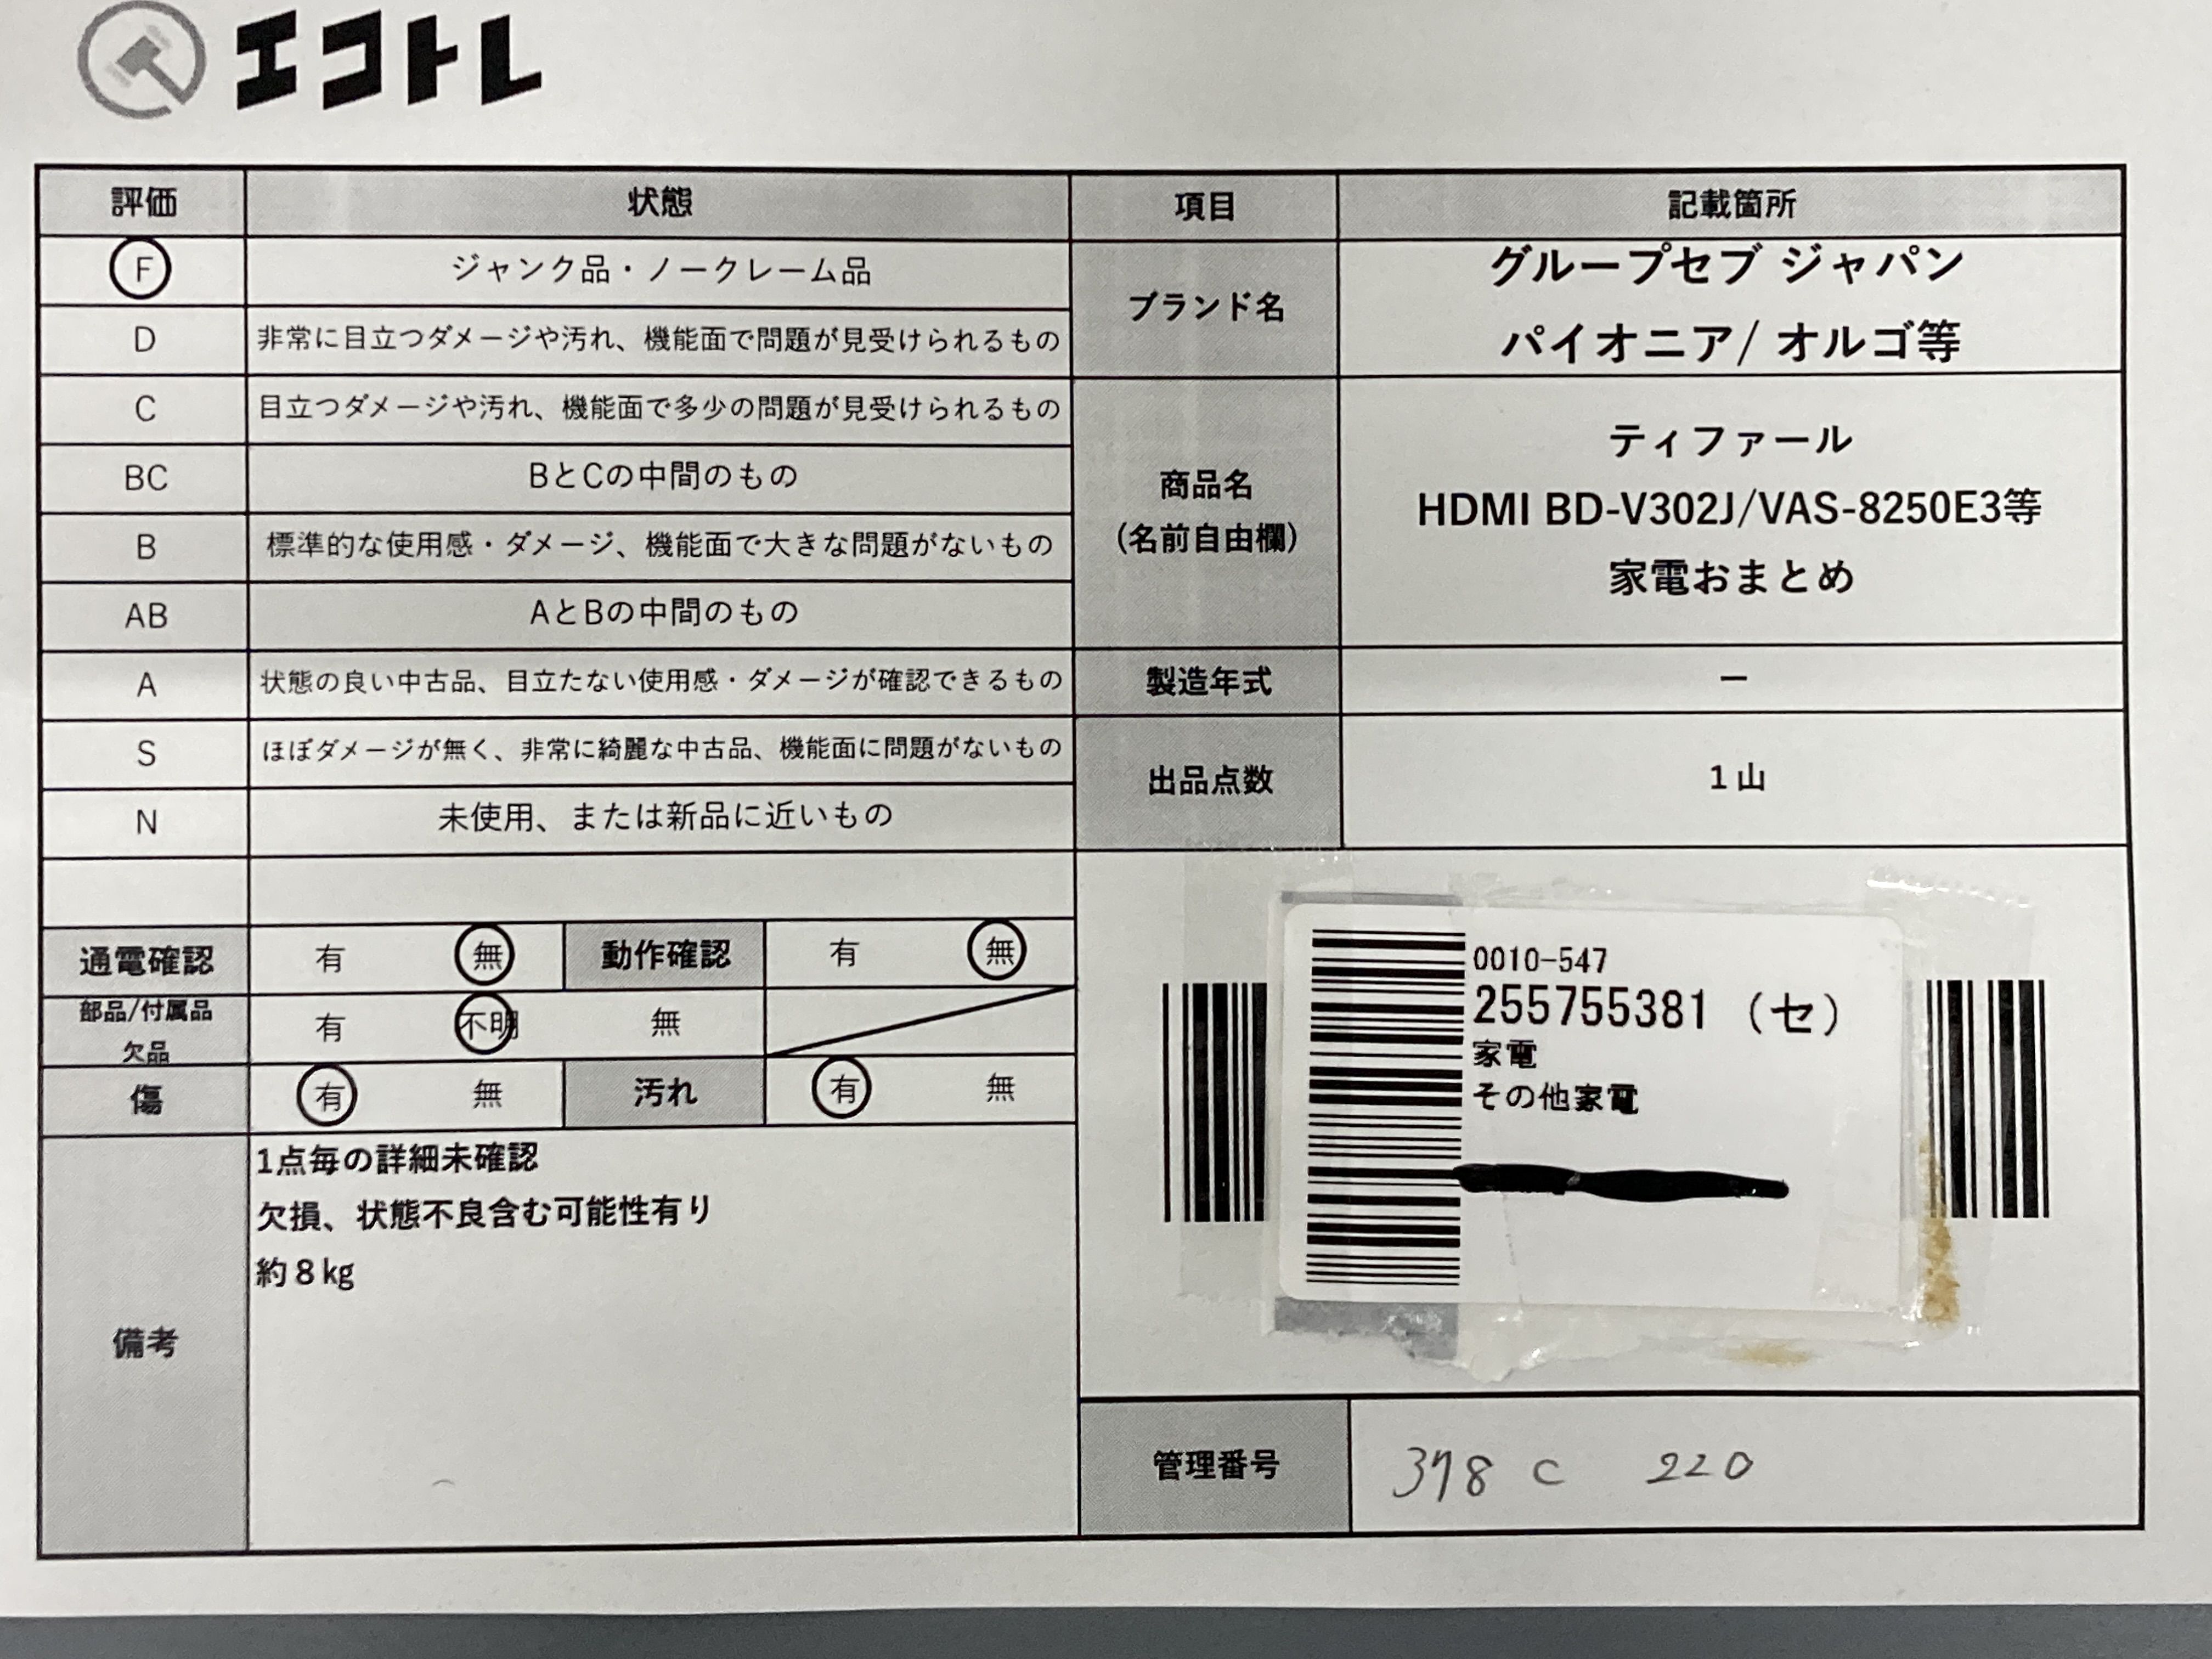 エコトレ
評価 状態 項目 記載箇所
F ジャンク品・ノークレーム品
D 非常に目立つダメージや汚れ、機能面で問題が見受けられるもの
C 目立つダメージや汚れ、機能面で多少の問題が見受けられるもの
BC BとCの中間のもの
B 標準的な使用感・ダメージ、機能面で大きな問題がないもの
AB AとBの中間のもの
A 状態の良い中古品、目立たない使用感・ダメージが確認できるもの
S ほぼダメージが無く、非常に綺麗な中古品、機能面に問題がないもの
N 未使用、または新品に近いもの
通電確認 有 無 動作確認 有 無
部品/付属品
欠品 有 不明 無
傷 有 無 汚れ 有 無
備考
1点毎の詳細未確認
欠損、状態不良含む可能性有り
約8㎏
ブランド名
グループセブ ジャパン
パイオニア/ オルゴ等
商品名
(名前自由欄)
ティファール
HDMI BD-V302J/VAS-8250E3等
家電おまとめ
製造年式 ー
出品点数 1山
0010-547
255755381 (セ)
家電
その他家電
管理番号 378 C 220